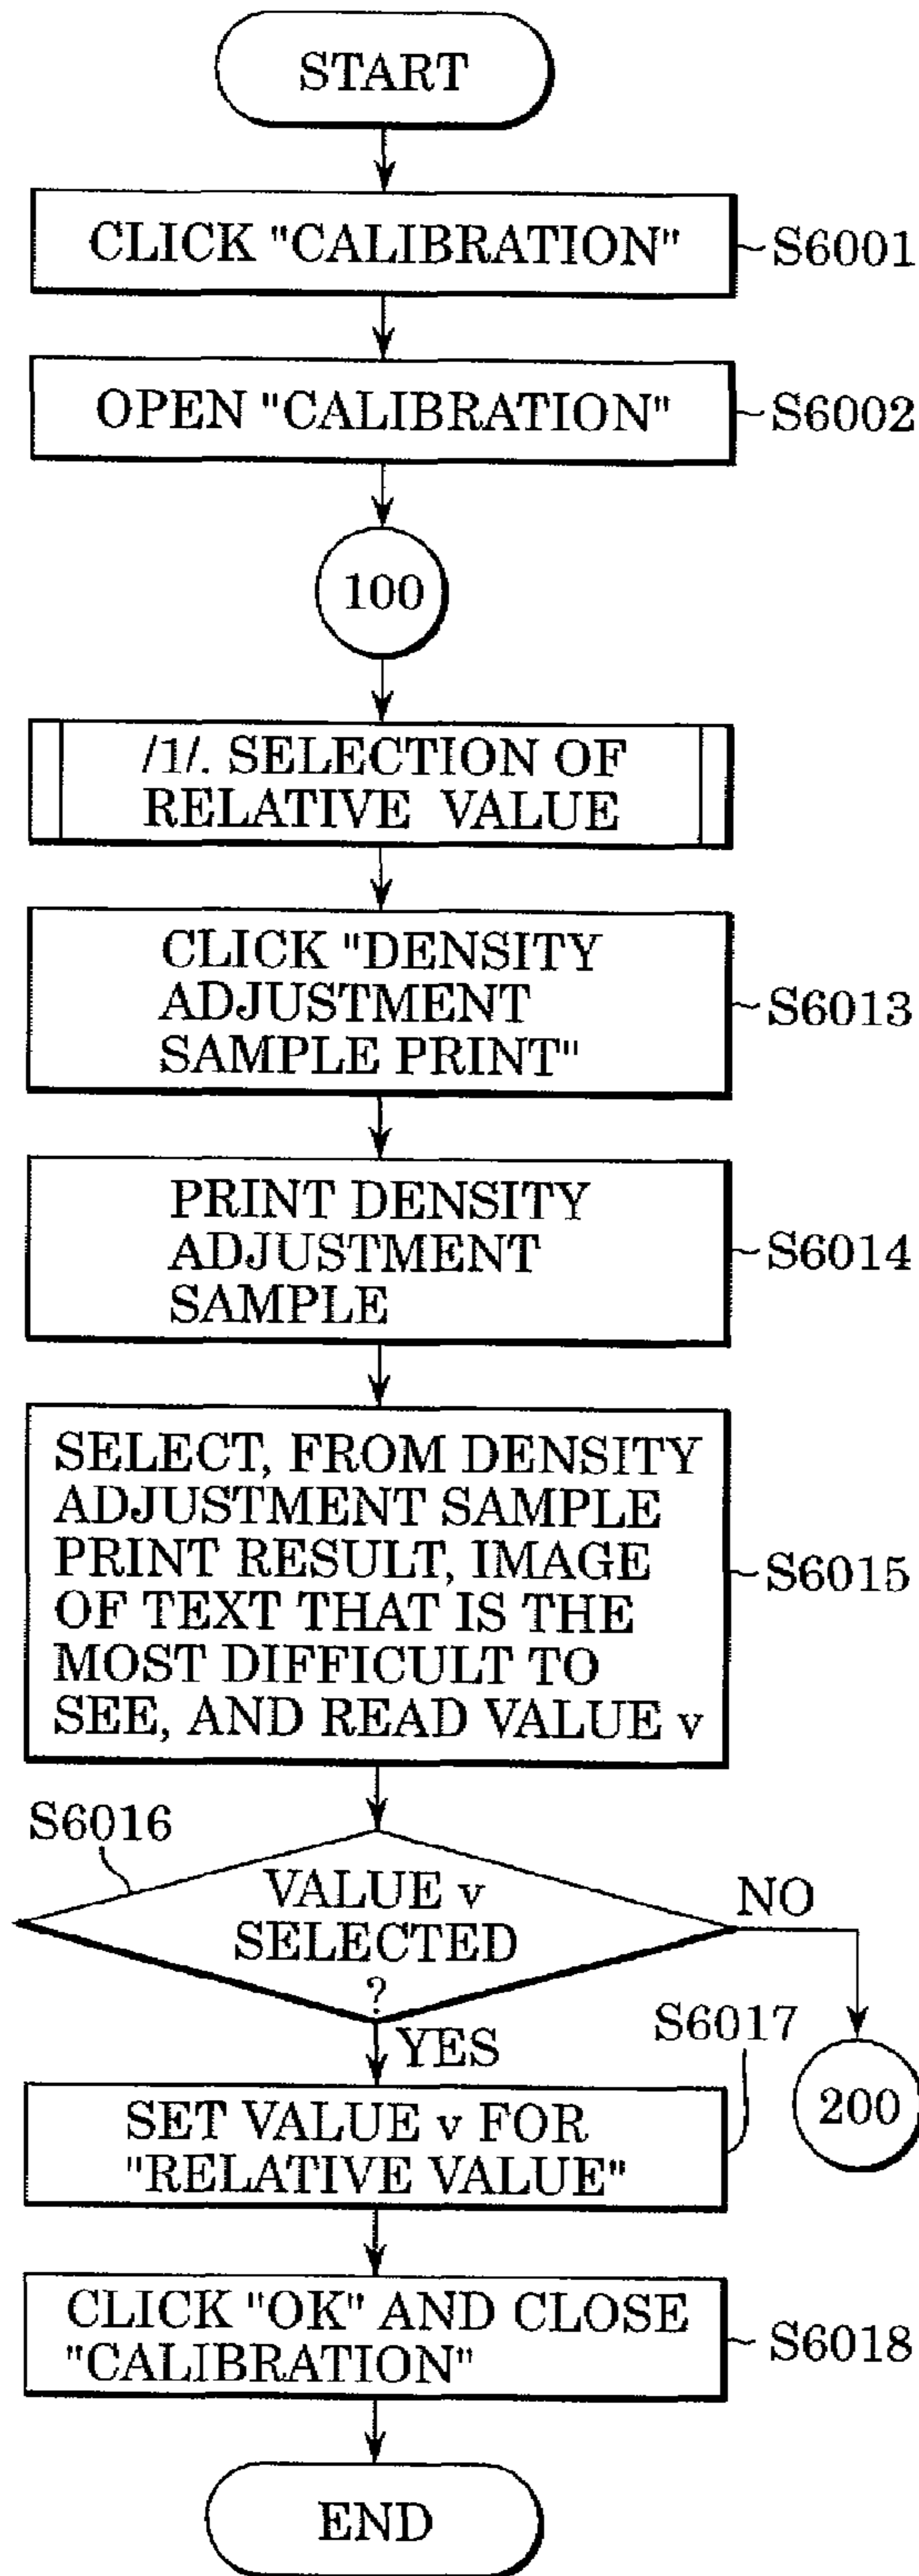 START
CLICK "CALIBRATION"
S6001
OPEN "CALIBRATION"
S6002
100
/1/. SELECTION OF
RELATIVE VALUE
CLICK "DENSITY
ADJUSTMENT
SAMPLE PRINT"
S6013
PRINT DENSITY
ADJUSTMENT
SAMPLE
S6014
SELECT, FROM DENSITY
ADJUSTMENT SAMPLE
PRINT RESULT, IMAGE
OF TEXT THAT IS THE
MOST DIFFICULT TO
SEE, AND READ VALUE v
S6015
S6016
VALUE v
SELECTED
?
NO
YES
200
S6017
SET VALUE v FOR
"RELATIVE VALUE"
CLICK "OK" AND CLOSE
"CALIBRATION"
S6018
END